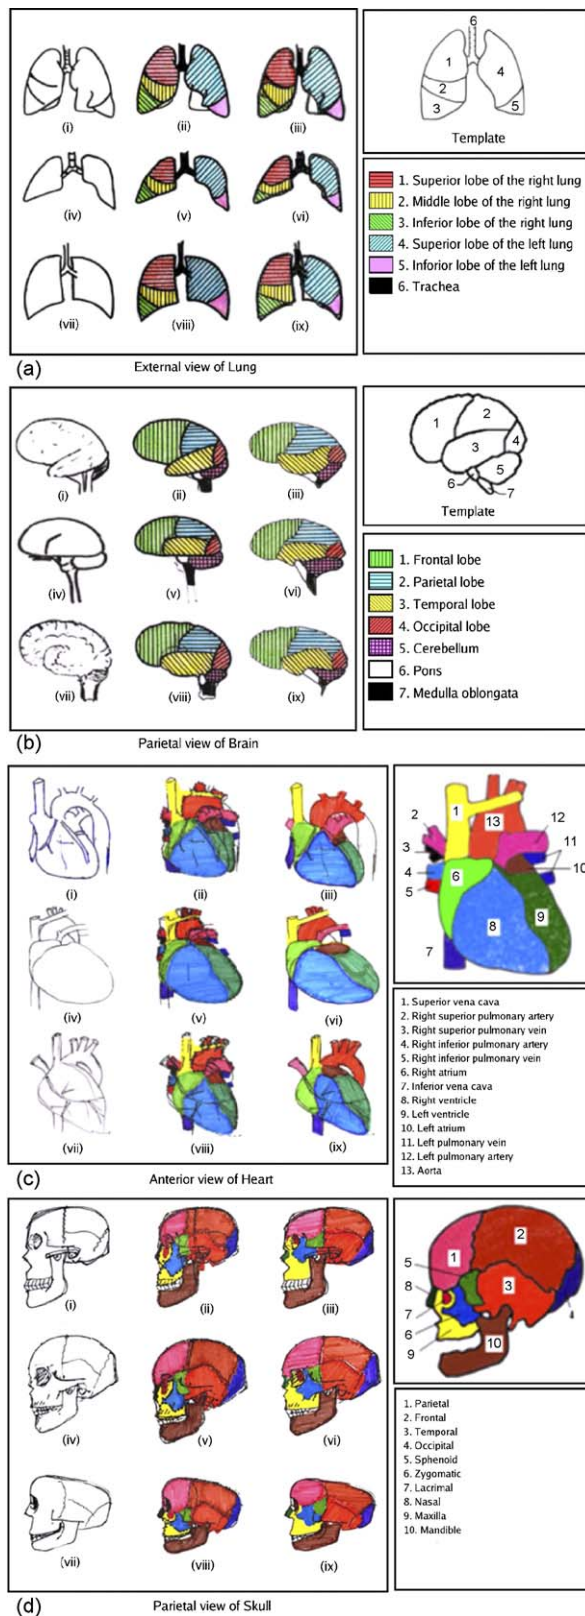 6
1
4
2
3
5
Template
(i)
(ii)
(iii)
(iv)
(v)
(vi)
(vii)
(viii)
(ix)
1. Superior lobe of the right lung
2. Middle lobe of the right lung
3. Inferior lobe of the right lung
4. Superior lobe of the left lung
5. Inforior lobe of the left lung
6. Trachea
(a)
External view of Lung
1
2
3
4
5
6
7
Template
(i)
(ii)
(iii)
(iv)
(v)
(vi)
(vii)
(viii)
(ix)
1. Frontal lobe
2. Parietal lobe
3. Temporal lobe
4. Occipital lobe
5. Cerebellum
6. Pons
7. Medulla oblongata
(b)
Parietal view of Brain
1
2
13
12
3
11
4
10
5
6
9
8
7
(i)
(ii)
(iii)
(iv)
(v)
(vi)
(vii)
(viii)
(ix)
1. Superior vena cava
2. Right superior pulmonary artery
3. Right superior pulmonary vein
4. Right inferior pulmonary artery
5. Right inferior pulmonary vein
6. Right atrium
7. Inferior vena cava
8. Right ventricle
9. Left ventricle
10. Left atrium
11. Left pulmonary vein
12. Left pulmonary artery
13. Aorta
(c)
Anterior view of Heart
1
2
5
3
8
7
4
6
9
10
(i)
(ii)
(iii)
(iv)
(v)
(vi)
(vii)
(viii)
(ix)
1. Parietal
2. Frontal
3. Temporal
4. Occipital
5. Sphenoid
6. Zygomatic
7. Lacrimal
8. Nasal
9. Maxilla
10. Mandible
(d)
Parietal view of Skull